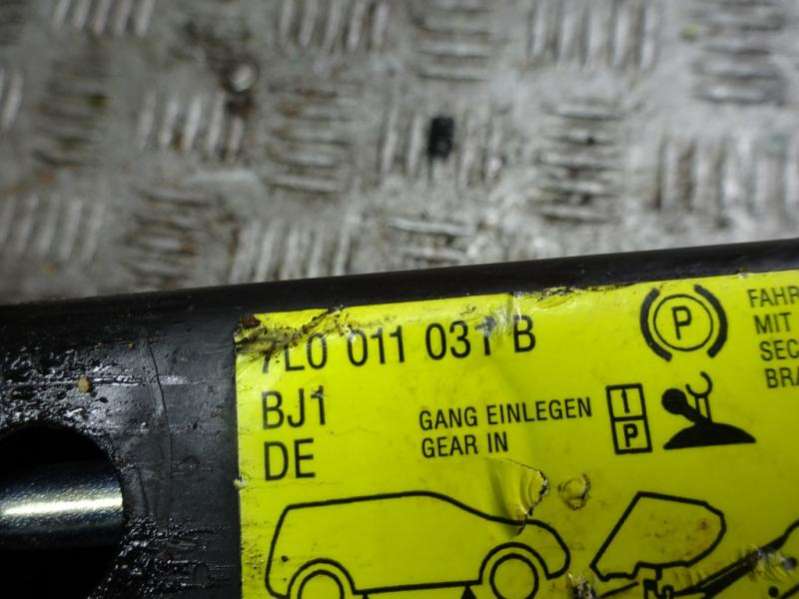 7L0 011 031 B
BJ1
DE
GANG EINLEGEN
GEAR IN
I
P
P
FAHR
MIT
SEC
BRA